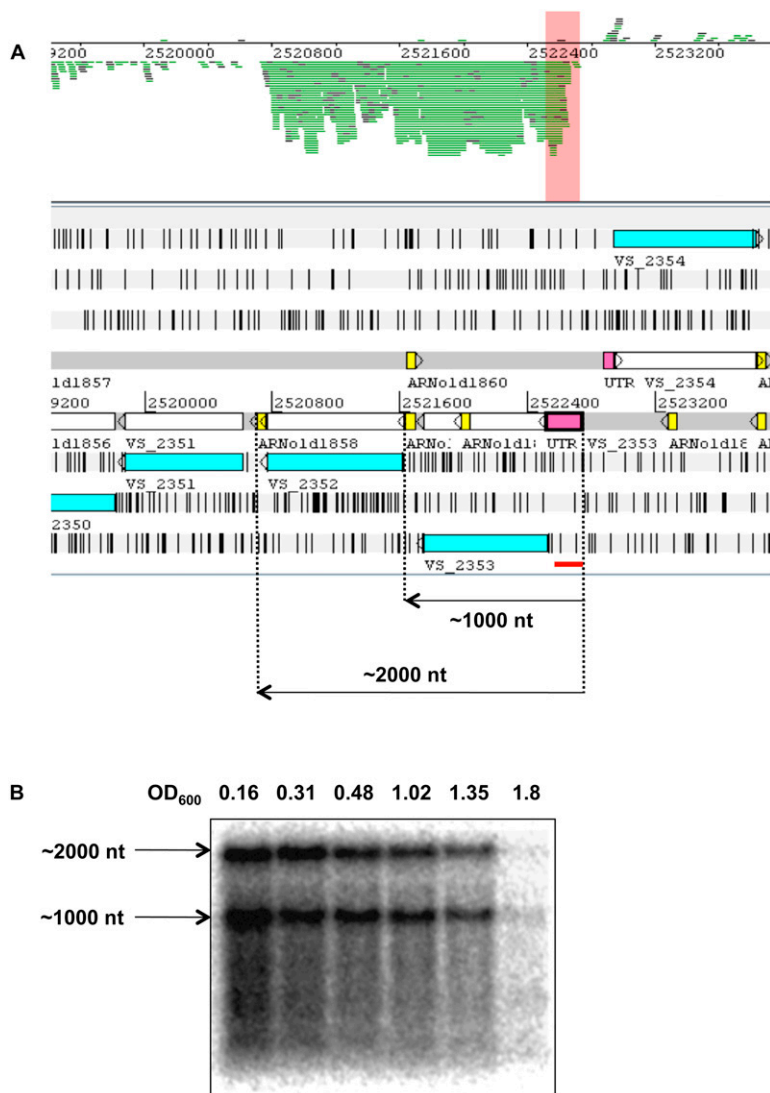 A
9200 2520000 2520800 2521600 2522400 2523200
VS_2354
ld1857 ARNold1860 UTR VS_2354
9200 2520000 2520800 2521600 2522400 2523200
ld1856 VS_2351 ARNold1858 UTR VS_2353
VS_2351 VS_2352
2350
VS_2353
~1000 nt
~2000 nt
B OD600 0.16 0.31 0.48 1.02 1.35 1.8
~2000 nt
~1000 nt